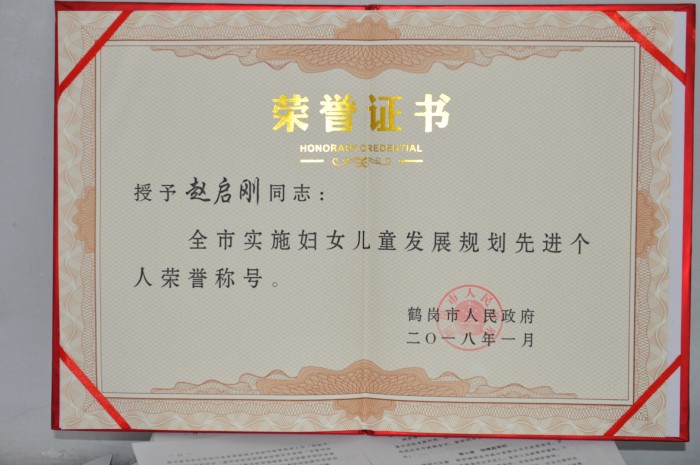 荣誉证书
HONORARY CREDENTIAL
授予赵启刚同志：
全市实施妇女儿童发展规划先进个
人荣誉称号。
鹤岗市人民政府
二〇一八年一月